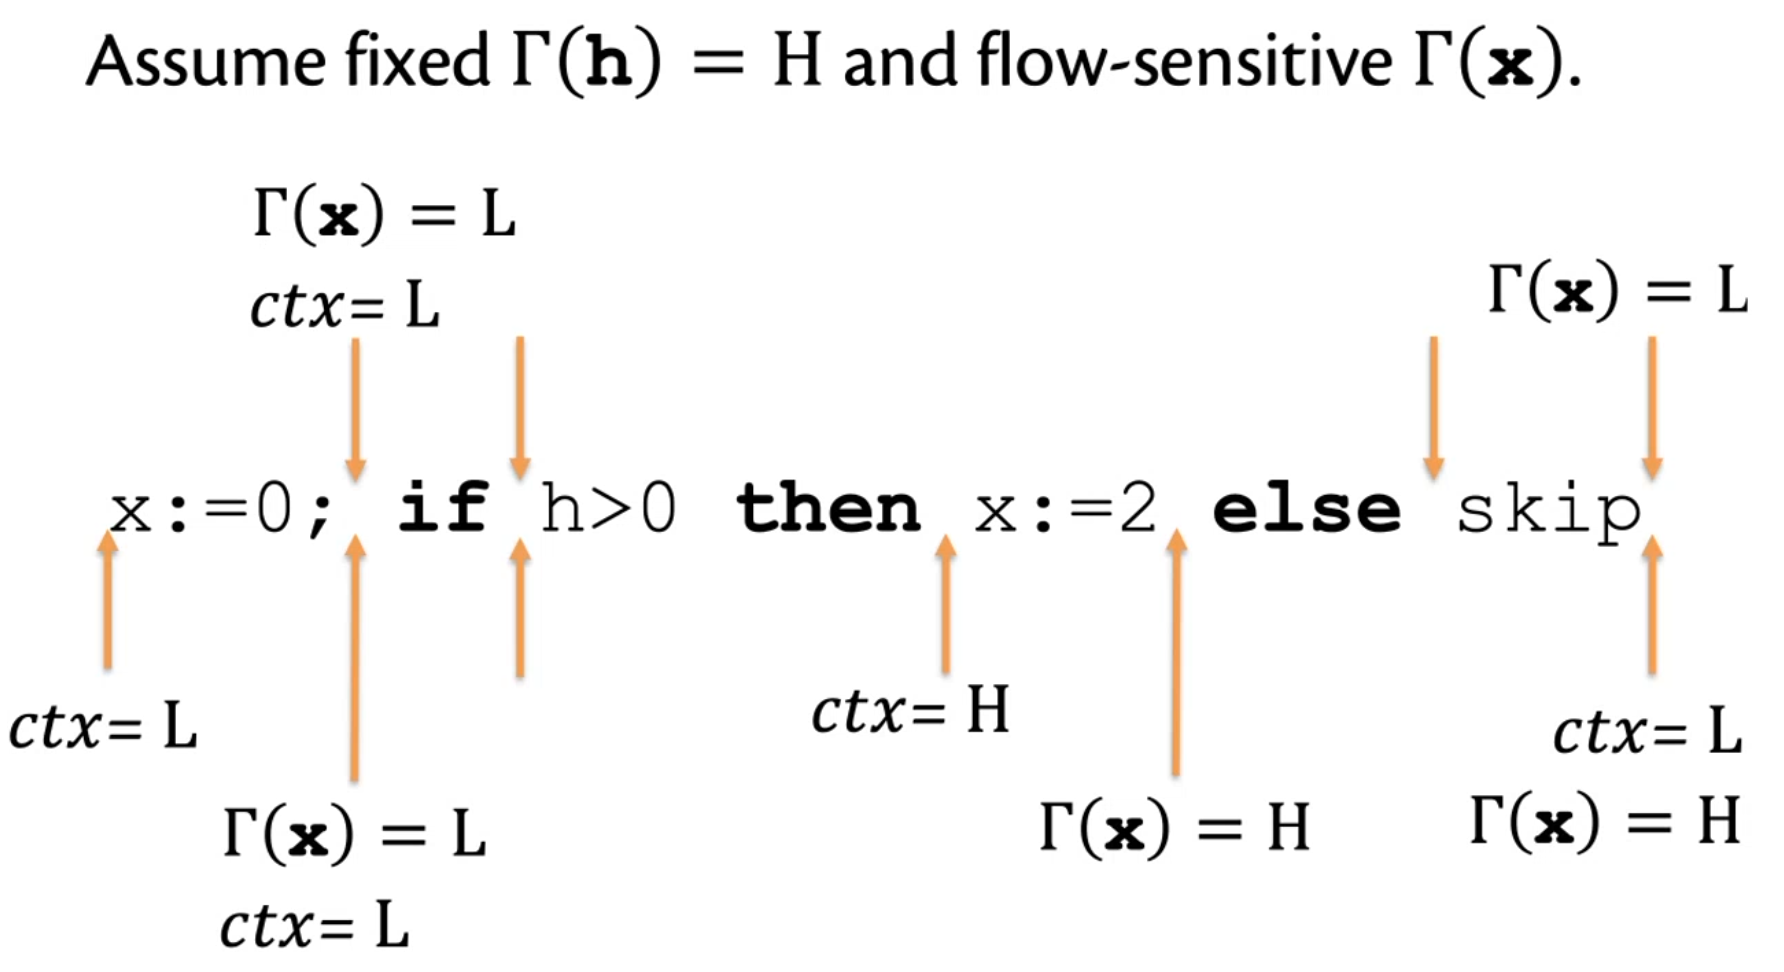 Assume fixed Γ(h) = H and flow-sensitive Γ(x).
Γ(x) = L
ctx= L
Γ(x) = L
x:=0; if h>0 then x:=2 else skip
ctx= L
ctx= H
ctx= L
Γ(x) = L
Γ(x) = H
Γ(x) = H
ctx= L